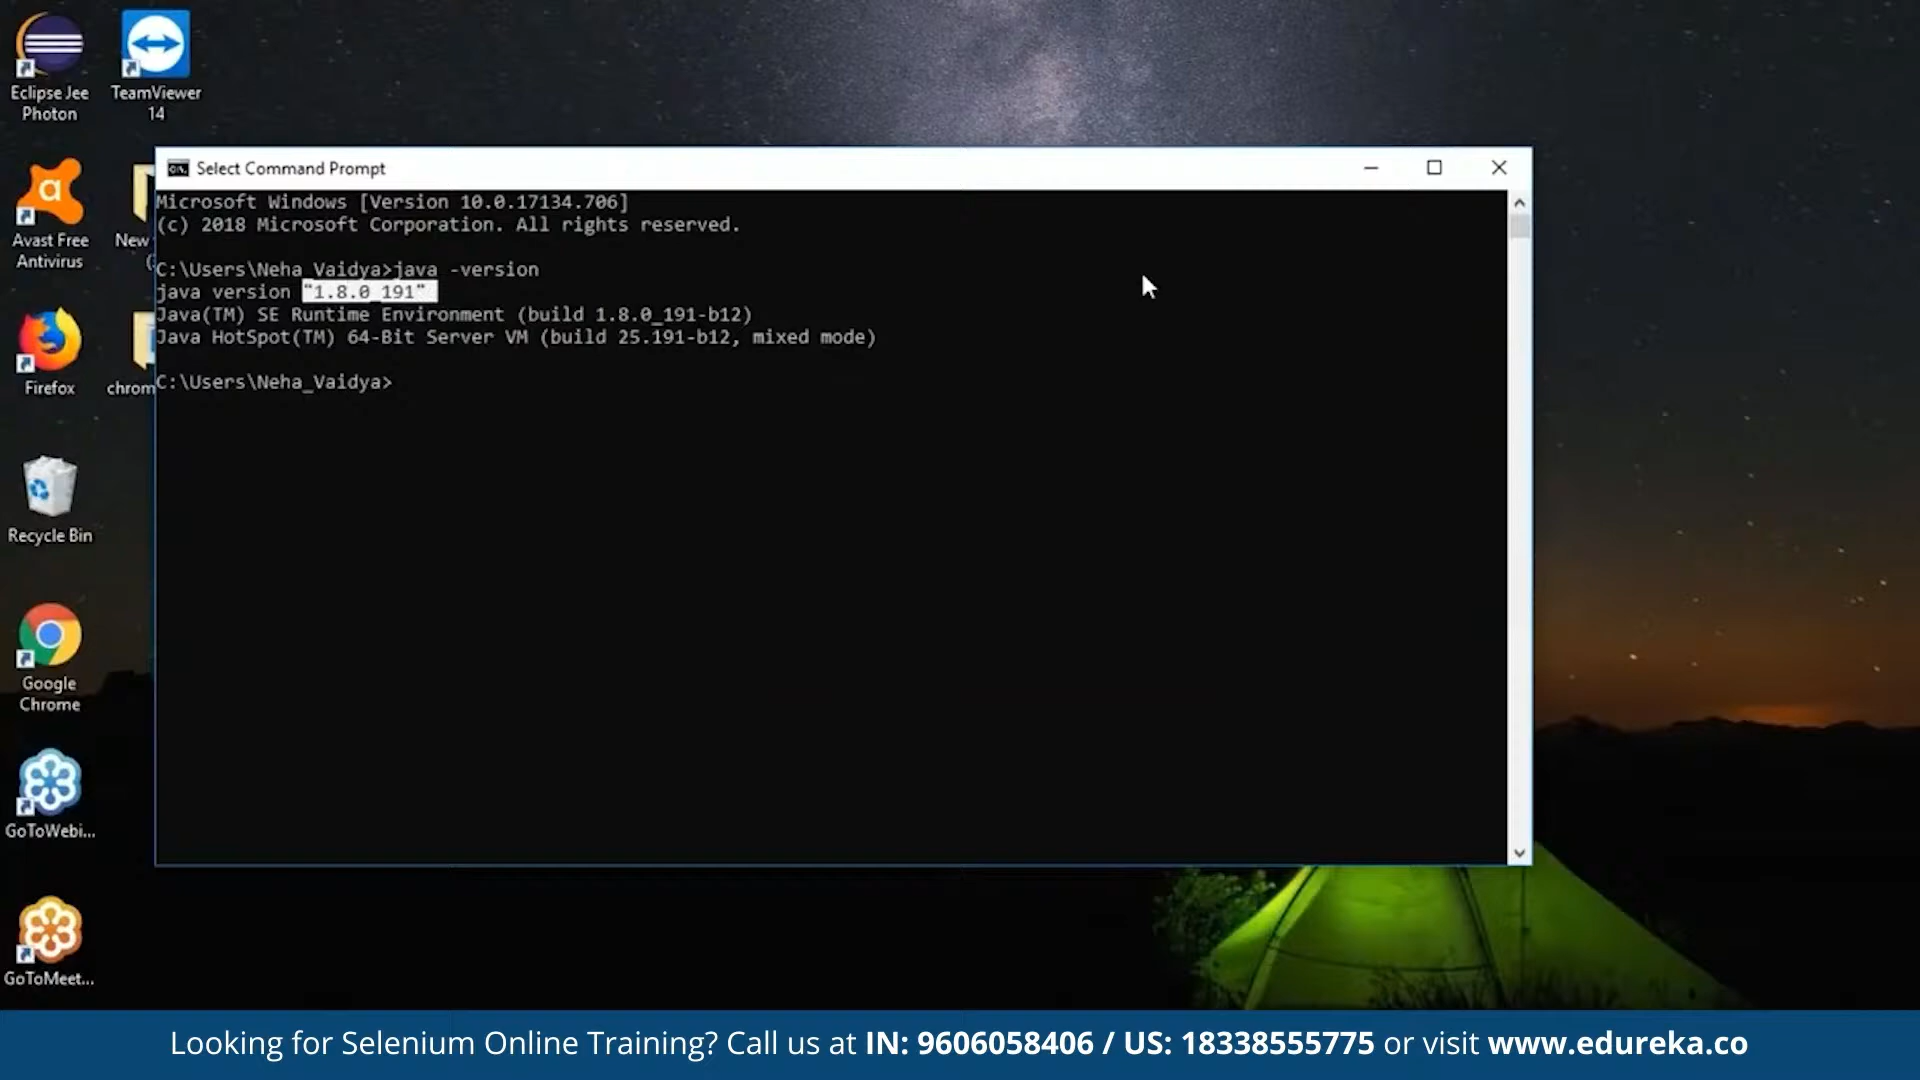 Eclipse Jee
Photon
TeamViewer
14
Avast Free
Antivirus
New
Firefox
chrom
Recycle Bin
Google
Chrome
GoToWebi...
GoToMeet...
Select Command Prompt
Microsoft Windows [Version 10.0.17134.706]
(c) 2018 Microsoft Corporation. All rights reserved.
C:\Users\Neha_Vaidya>java -version
java version "1.8.0_191"
Java(TM) SE Runtime Environment (build 1.8.0_191-b12)
Java HotSpot(TM) 64-Bit Server VM (build 25.191-b12, mixed mode)
C:\Users\Neha_Vaidya>
Looking for Selenium Online Training? Call us at IN: 9606058406 / US: 18338555775 or visit www.edureka.co